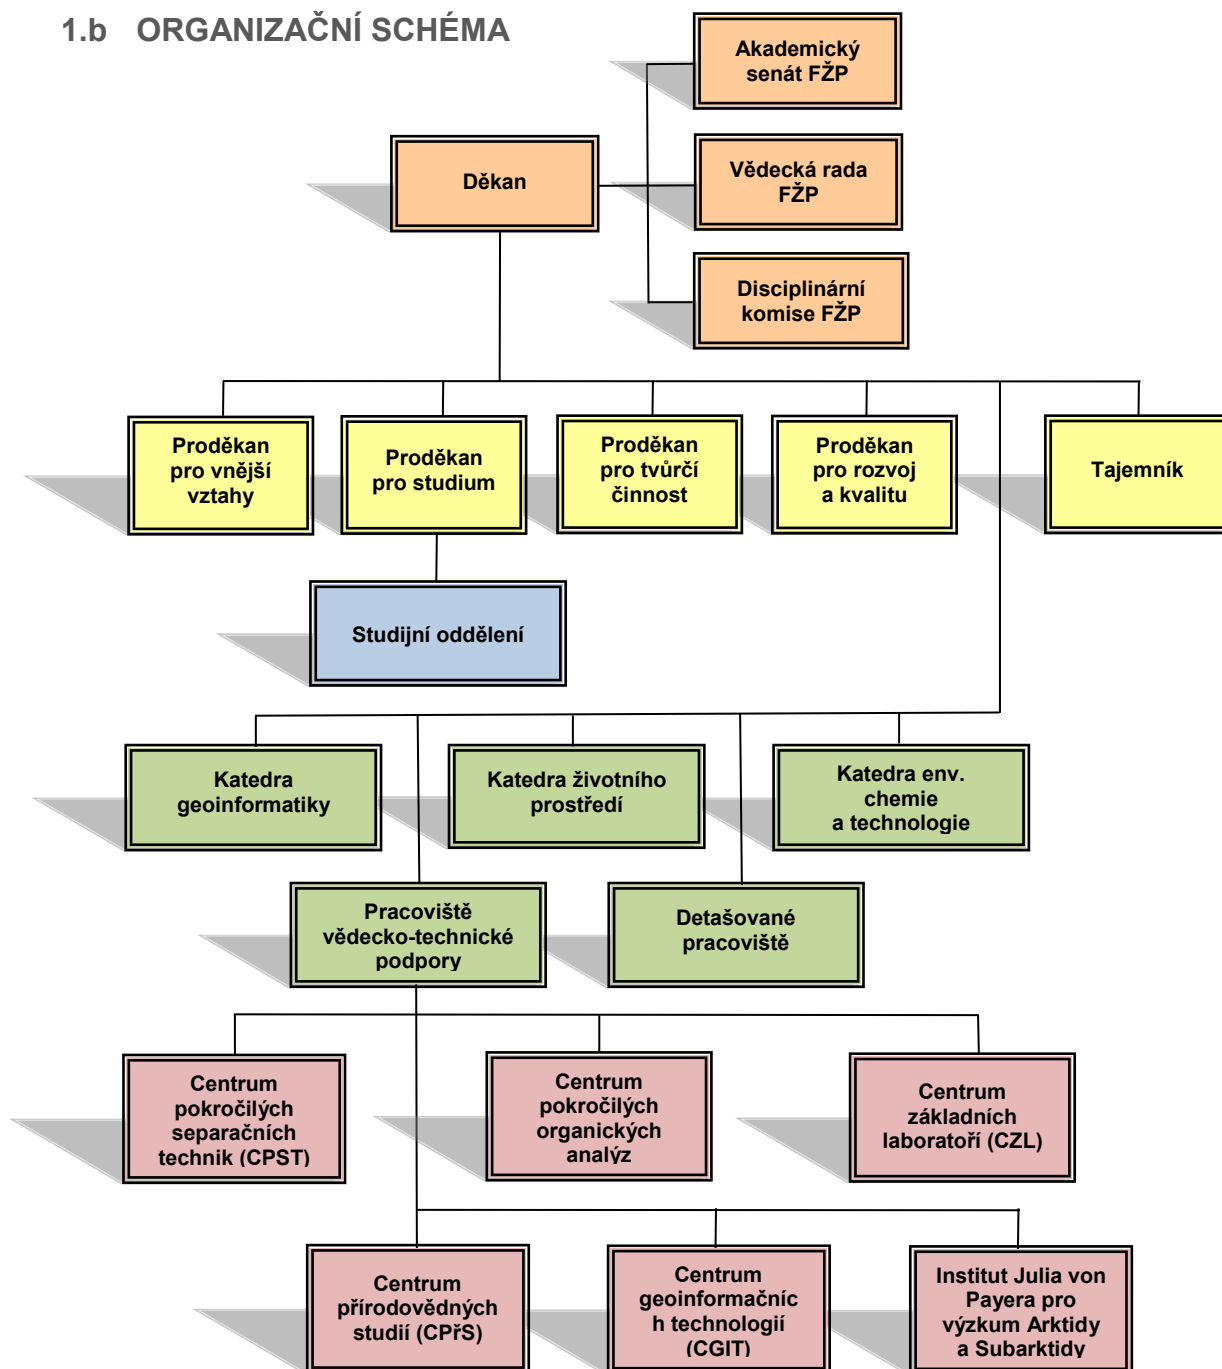 1.b ORGANIZAČNÍ SCHÉMA
Akademický
senát FŽP
Děkan
Vědecká rada
FŽP
Disciplinární
komise FŽP
Proděkan
pro vnější
vztahy
Proděkan
pro studium
Proděkan
pro tvůrčí
činnost
Proděkan
pro rozvoj
a kvalitu
Tajemník
Studijní oddělení
Katedra
geoinformatiky
Katedra životního
prostředí
Katedra env.
chemie
a technologie
Pracoviště
vědecko-technické
podpory
Detašované
pracoviště
Centrum
pokročilých
separačních
technik (CPST)
Centrum
pokročilých
organických
analýz
Centrum
základních
laboratoří (CZL)
Centrum
přírodovědných
studií (CPřS)
Centrum
geoinformačníc
h technologií
(CGIT)
Institut Julia von
Payera pro
výzkum Arktidy
a Subarktidy